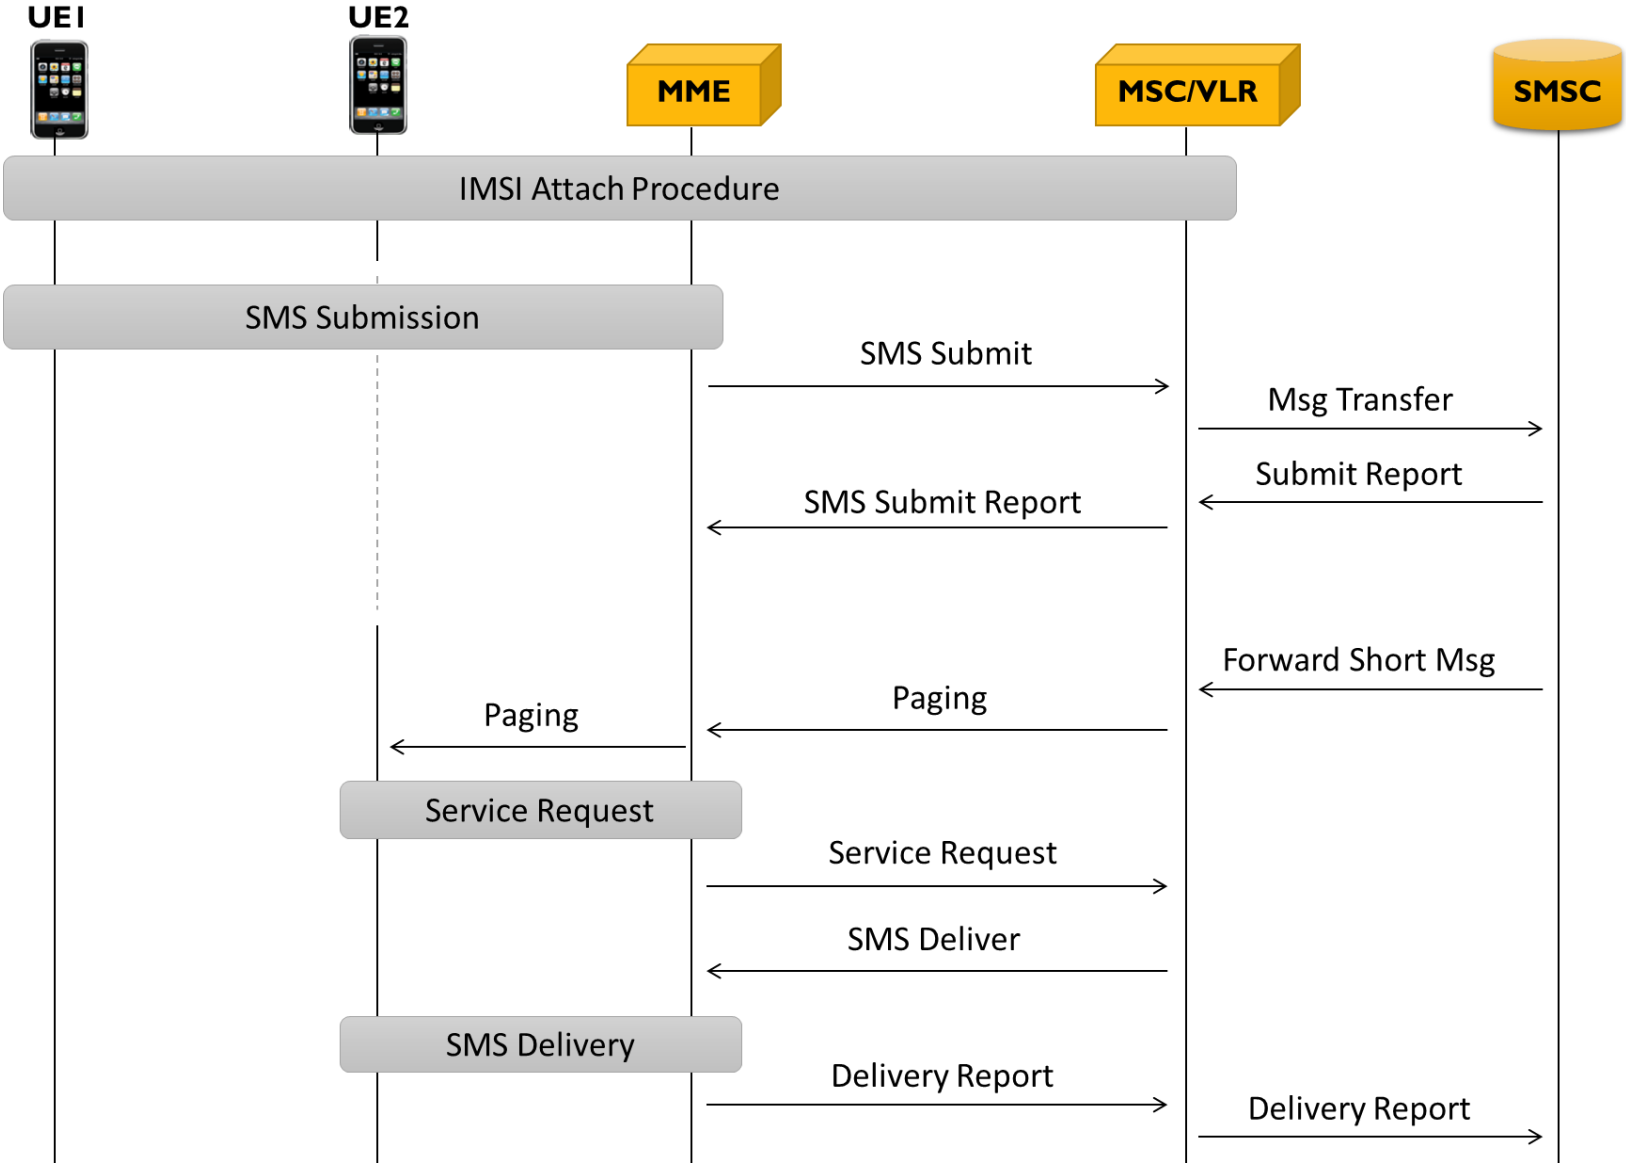 UE1
UE2
MME
MSC/VLR
SMSC
IMSI Attach Procedure
SMS Submission
SMS Submit
Msg Transfer
Submit Report
SMS Submit Report
Forward Short Msg
Paging
Paging
Service Request
Service Request
SMS Deliver
SMS Delivery
Delivery Report
Delivery Report